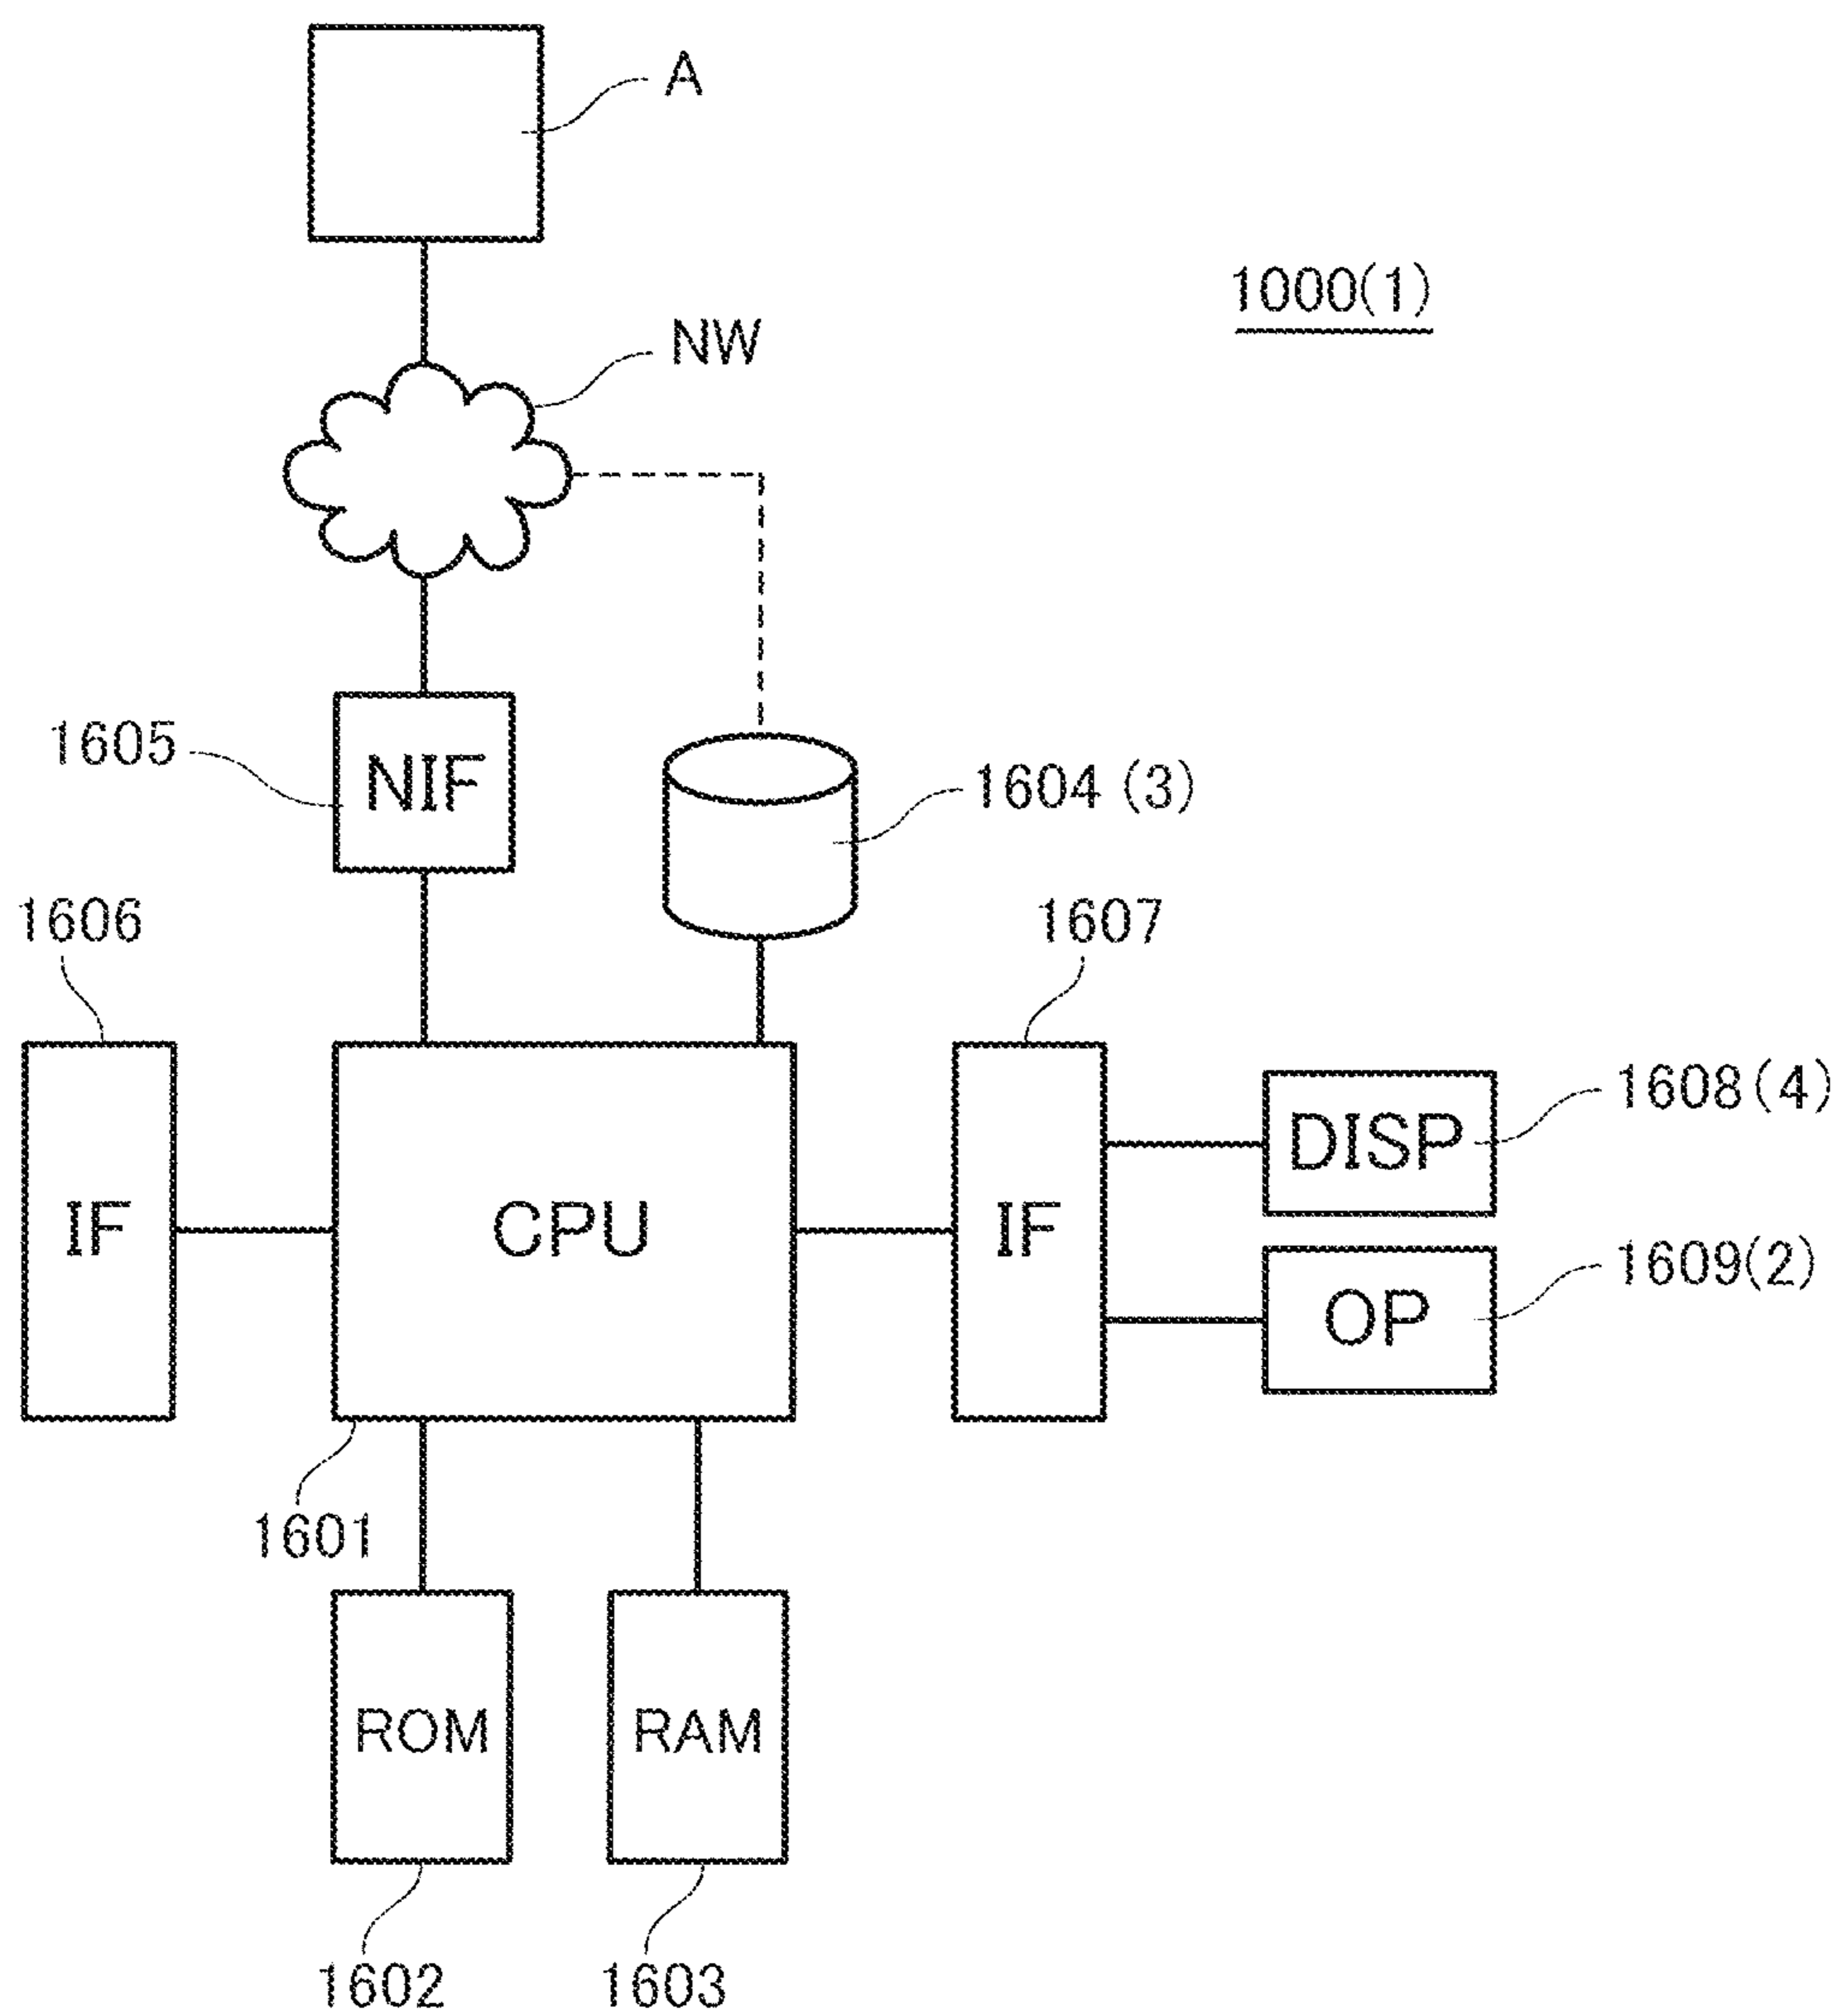 A
1000(1)
NW
1605
NIF
1604 (3)
1606
1607
1608(4)
DISP
IF
CPU
IF
1609(2)
OP
1601
ROM
RAM
1602
1603